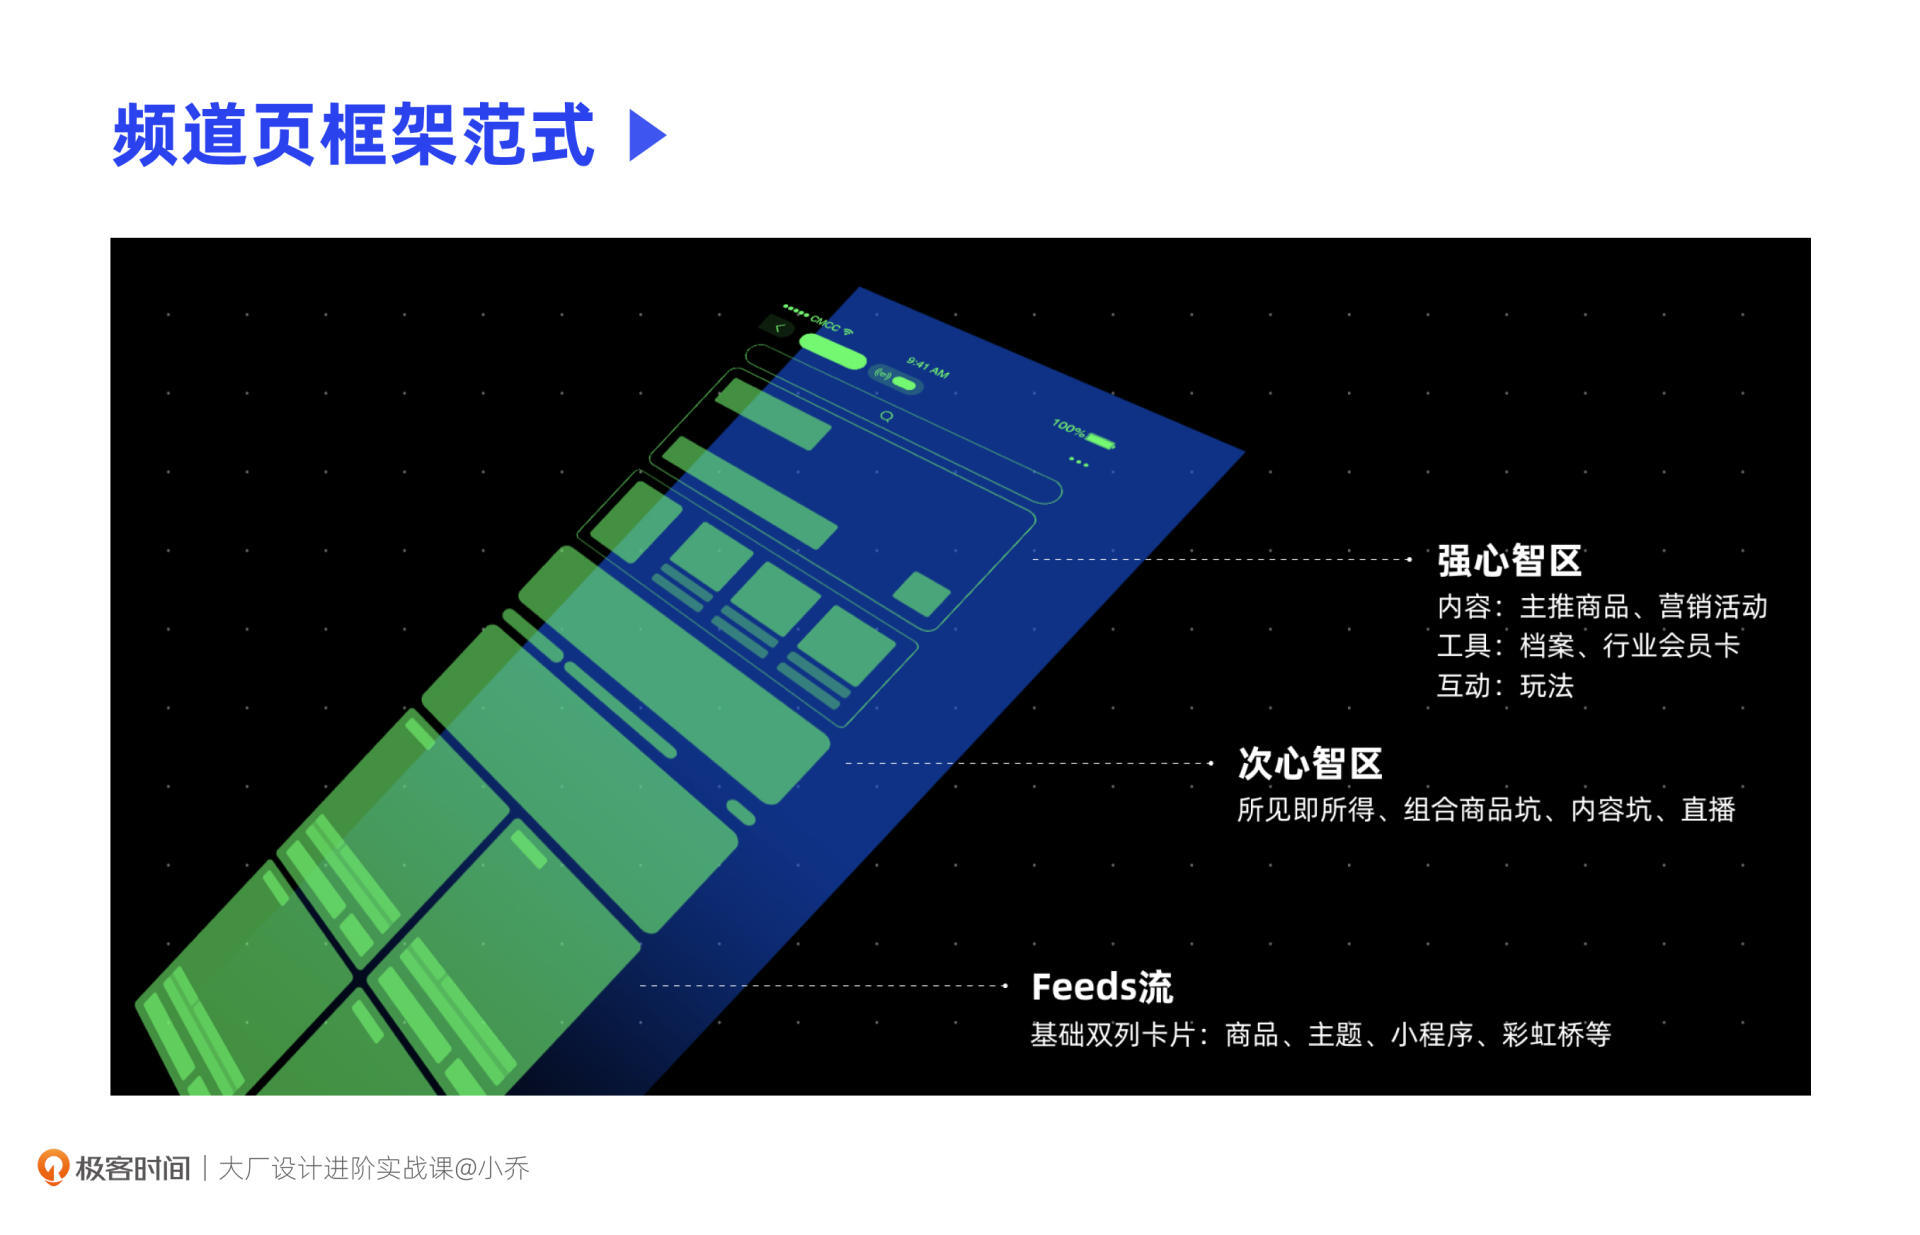 频道页框架范式
CMCC
9:41 AM
100%
强心智区
内容：主推商品、营销活动
工具：档案、行业会员卡
互动：玩法
次心智区
所见即所得、组合商品坑、内容坑、直播
Feeds流
基础双列卡片：商品、主题、小程序、彩虹桥等
极客时间 | 大厂设计进阶实战课@小乔